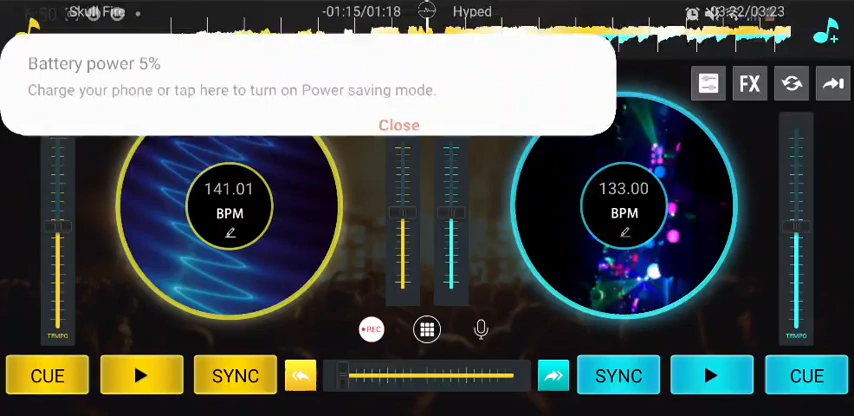 Skull Fire -01:15/01:18 Hyped -03:22/03:23
Battery power 5%
Charge your phone or tap here to turn on Power saving mode.
Close
FX
141.01
BPM
133.00
BPM
REC
TEMPO
TEMPO
CUE SYNC SYNC CUE